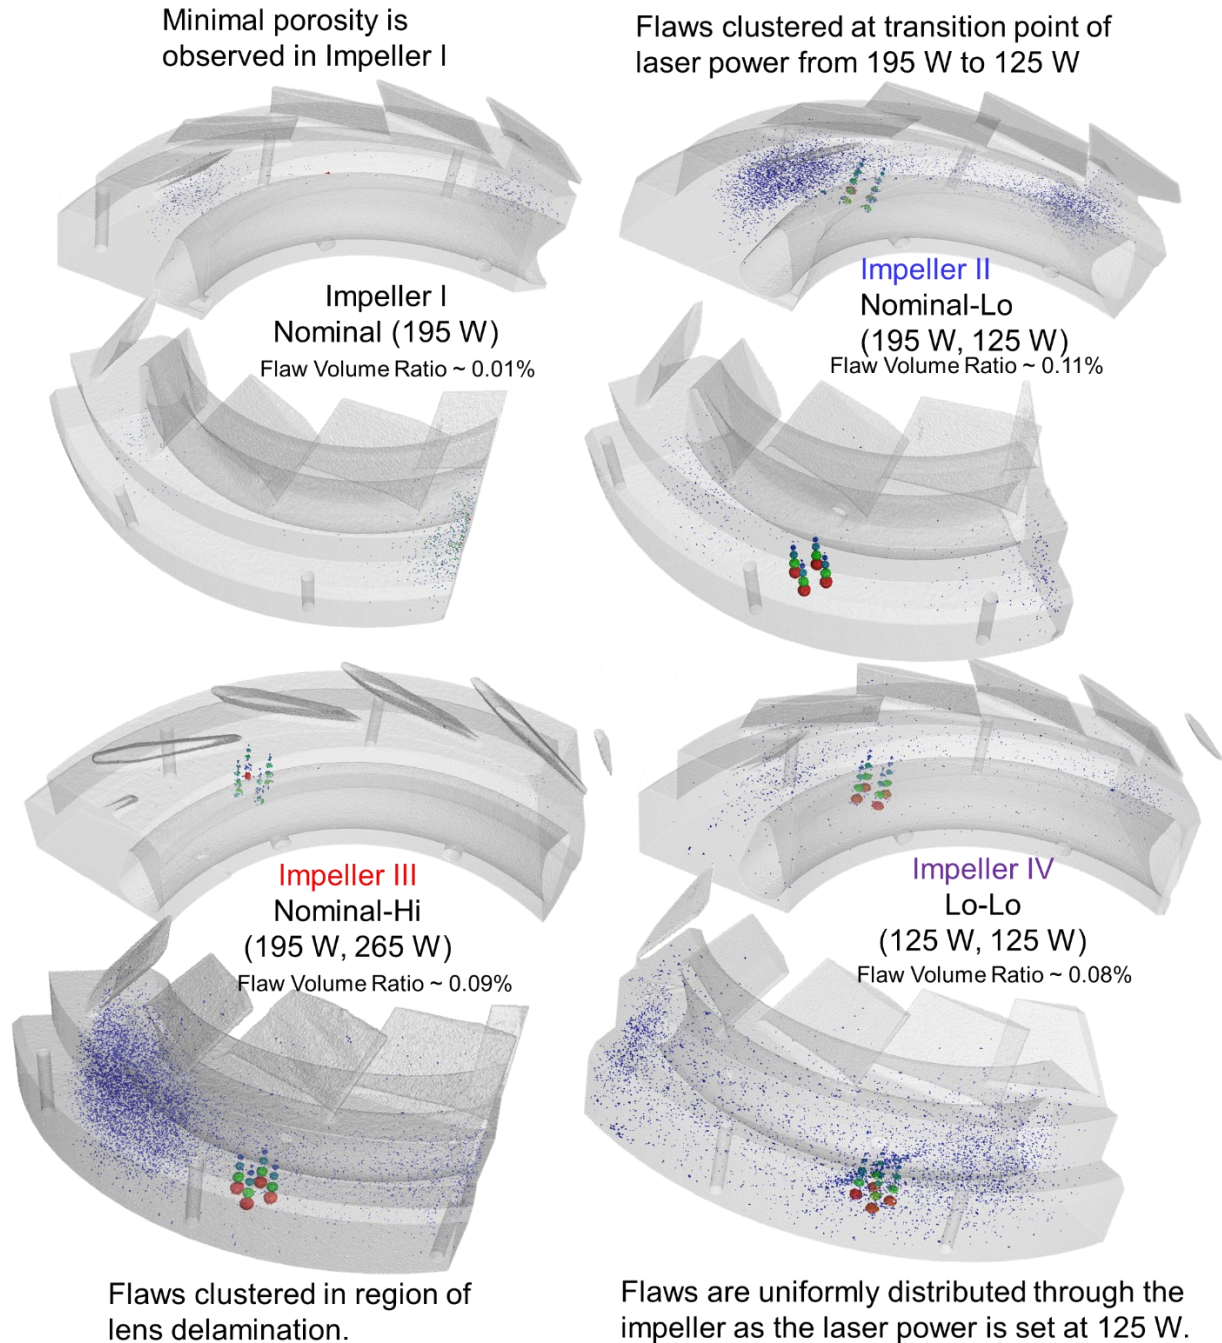 Minimal porosity is
observed in Impeller I
Flaws clustered at transition point of
laser power from 195 W to 125 W
Impeller I
Nominal (195 W)
Flaw Volume Ratio ~ 0.01%
Impeller II
Nominal-Lo
(195 W, 125 W)
Flaw Volume Ratio ~ 0.11%
Impeller III
Nominal-Hi
(195 W, 265 W)
Flaw Volume Ratio ~ 0.09%
Impeller IV
Lo-Lo
(125 W, 125 W)
Flaw Volume Ratio ~ 0.08%
Flaws clustered in region of
lens delamination.
Flaws are uniformly distributed through the
impeller as the laser power is set at 125 W.